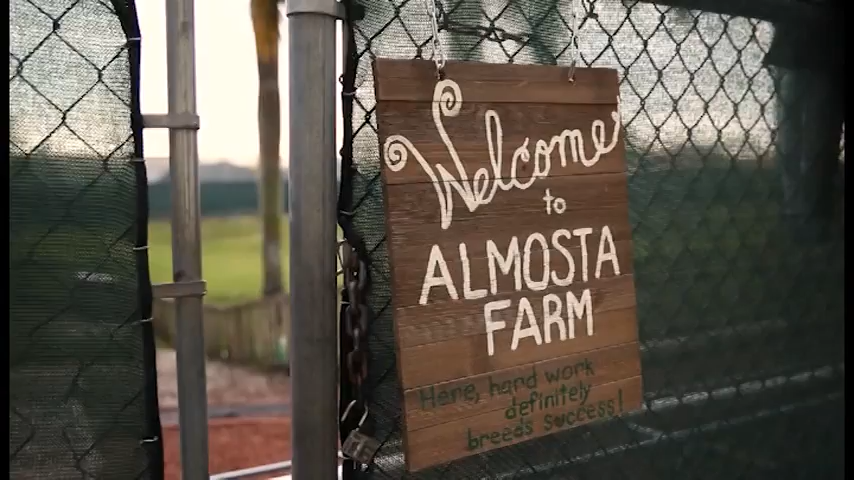 Welcome
to
ALMOSTA
FARM
Here, hard work
definitely
breeds success!